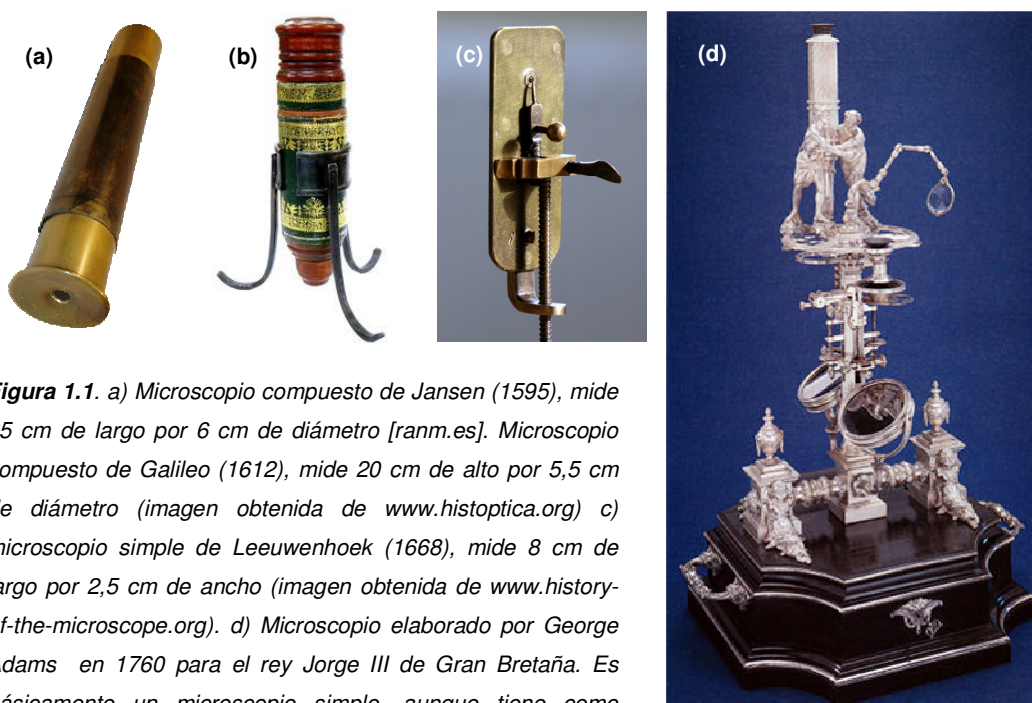 (a)
(b)
(c)
(d)
Figura 1.1. a) Microscopio compuesto de Jansen (1595), mide
5 cm de largo por 6 cm de diámetro [ranm.es]. Microscopio
ompuesto de Galileo (1612), mide 20 cm de alto por 5,5 cm
e diámetro (imagen obtenida de www.histoptica.org) c)
microscopio simple de Leeuwenhoek (1668), mide 8 cm de
argo por 2,5 cm de ancho (imagen obtenida de www.history-
f-the-microscope.org). d) Microscopio elaborado por George
Adams en 1760 para el rey Jorge III de Gran Bretaña. Es
ásicamente un microscopio simple, aunque tiene como